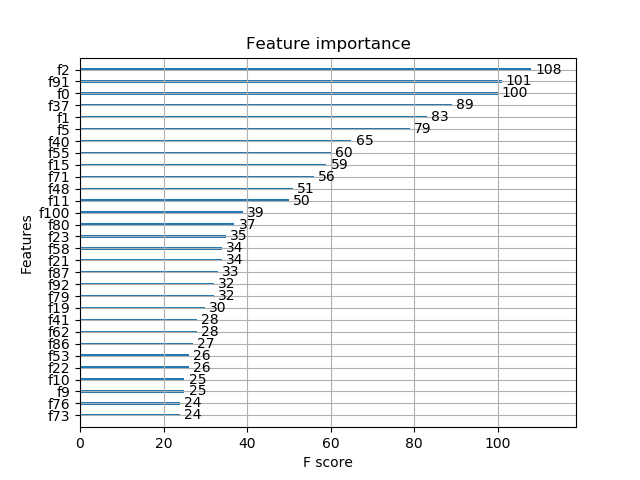 Feature importance
f2 108
f91 101
f0 100
f37 89
f1 83
f5 79
f40 65
f55 60
f15 59
f71 56
f48 51
f11 50
f100 39
f80 37
f23 35
f58 34
f21 34
f87 33
f92 32
f79 32
f19 30
f41 28
f62 28
f86 27
f53 26
f22 26
f10 25
f9 25
f76 24
f73 24
Features
0 20 40 60 80 100
F score